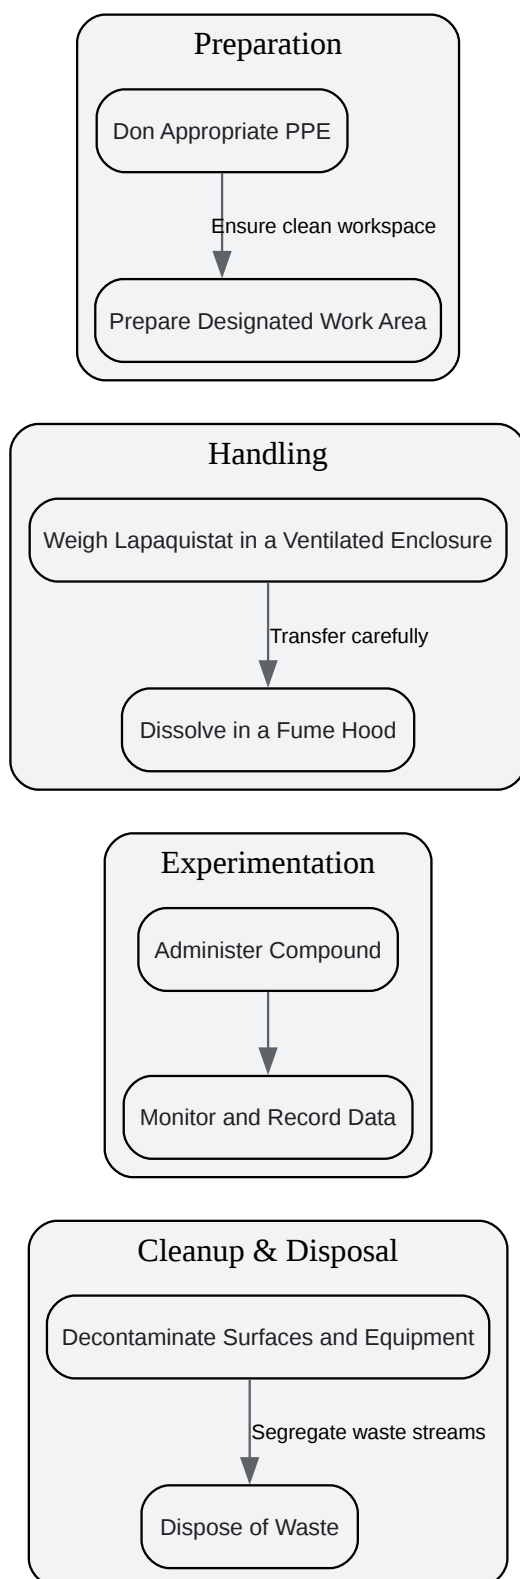 Preparation
Don Appropriate PPE
Ensure clean workspace
Prepare Designated Work Area
Handling
Weigh Lapaquistat in a Ventilated Enclosure
Transfer carefully
Dissolve in a Fume Hood
Experimentation
Administer Compound
Monitor and Record Data
Cleanup & Disposal
Decontaminate Surfaces and Equipment
Segregate waste streams
Dispose of Waste